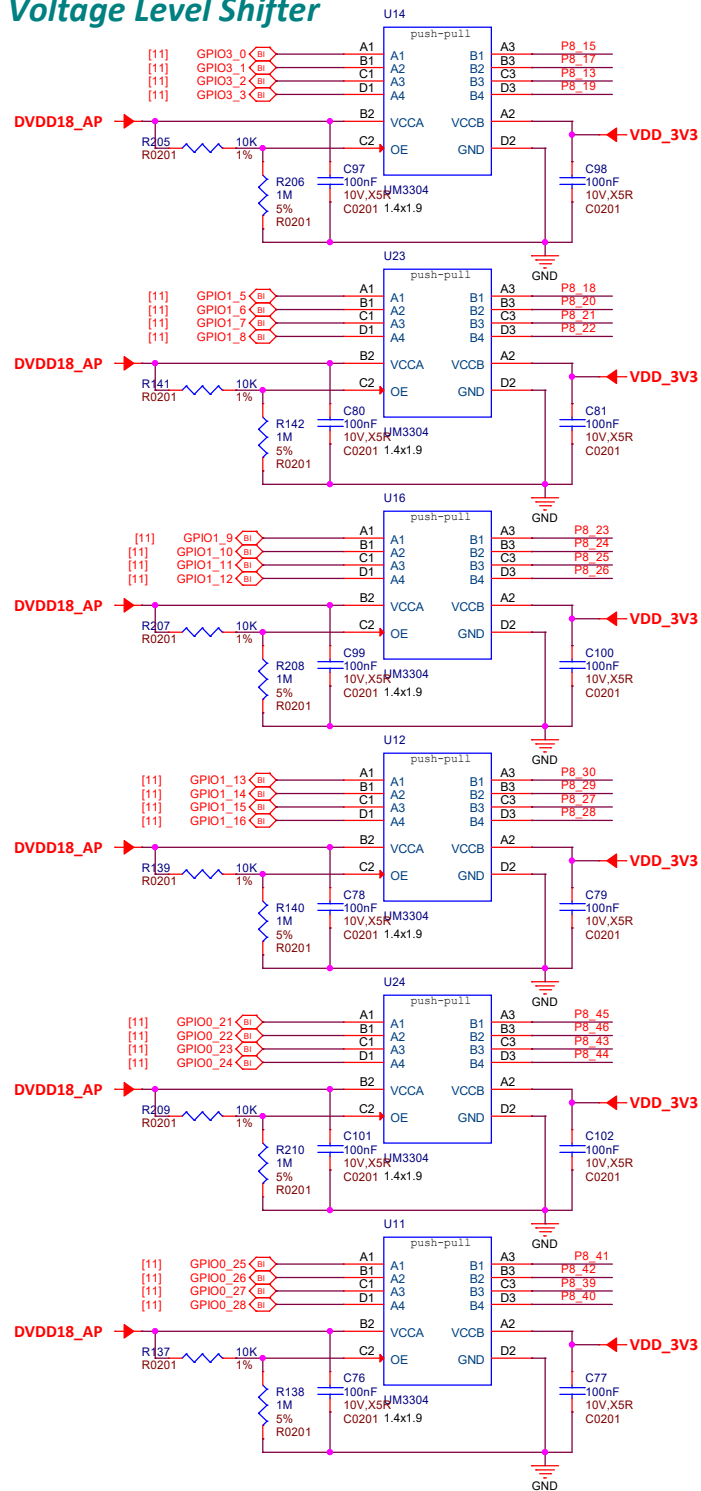 Voltage Level Shifter
U14
push-pull
[11] GPIO3_0 BI A1 A1 B1 A3 P8_15
[11] GPIO3_1 BI B1 A2 B2 B3 P8_17
[11] GPIO3_2 BI C1 A3 B3 C3 P8_13
[11] GPIO3_3 BI D1 A4 B4 D3 P8_19
DVDD18_AP B2 VCCA VCCB A2 VDD_3V3
R205 10K C2 OE GND D2
R0201 1%
R206 C97 C98
1M 100nF UM3304 100nF
5% 10V,X5R 10V,X5R
R0201 C0201 1.4x1.9 C0201
GND
U23
push-pull
[11] GPIO1_5 BI A1 A1 B1 A3 P8_18
[11] GPIO1_6 BI B1 A2 B2 B3 P8_20
[11] GPIO1_7 BI C1 A3 B3 C3 P8_21
[11] GPIO1_8 BI D1 A4 B4 D3 P8_22
DVDD18_AP B2 VCCA VCCB A2 VDD_3V3
R141 10K C2 OE GND D2
R0201 1%
R142 C80 C81
1M 100nF UM3304 100nF
5% 10V,X5R 10V,X5R
R0201 C0201 1.4x1.9 C0201
GND
U16
push-pull
[11] GPIO1_9 BI A1 A1 B1 A3 P8_23
[11] GPIO1_10 BI B1 A2 B2 B3 P8_24
[11] GPIO1_11 BI C1 A3 B3 C3 P8_25
[11] GPIO1_12 BI D1 A4 B4 D3 P8_26
DVDD18_AP B2 VCCA VCCB A2 VDD_3V3
R207 10K C2 OE GND D2
R0201 1%
R208 C99 C100
1M 100nF UM3304 100nF
5% 10V,X5R 10V,X5R
R0201 C0201 1.4x1.9 C0201
GND
U12
push-pull
[11] GPIO1_13 BI A1 A1 B1 A3 P8_30
[11] GPIO1_14 BI B1 A2 B2 B3 P8_29
[11] GPIO1_15 BI C1 A3 B3 C3 P8_27
[11] GPIO1_16 BI D1 A4 B4 D3 P8_28
DVDD18_AP B2 VCCA VCCB A2 VDD_3V3
R139 10K C2 OE GND D2
R0201 1%
R140 C78 C79
1M 100nF UM3304 100nF
5% 10V,X5R 10V,X5R
R0201 C0201 1.4x1.9 C0201
GND
U24
push-pull
[11] GPIO0_21 BI A1 A1 B1 A3 P8_45
[11] GPIO0_22 BI B1 A2 B2 B3 P8_46
[11] GPIO0_23 BI C1 A3 B3 C3 P8_43
[11] GPIO0_24 BI D1 A4 B4 D3 P8_44
DVDD18_AP B2 VCCA VCCB A2 VDD_3V3
R209 10K C2 OE GND D2
R0201 1%
R210 C101 C102
1M 100nF UM3304 100nF
5% 10V,X5R 10V,X5R
R0201 C0201 1.4x1.9 C0201
GND
U11
push-pull
[11] GPIO0_25 BI A1 A1 B1 A3 P8_41
[11] GPIO0_26 BI B1 A2 B2 B3 P8_42
[11] GPIO0_27 BI C1 A3 B3 C3 P8_39
[11] GPIO0_28 BI D1 A4 B4 D3 P8_40
DVDD18_AP B2 VCCA VCCB A2 VDD_3V3
R137 10K C2 OE GND D2
R0201 1%
R138 C76 C77
1M 100nF UM3304 100nF
5% 10V,X5R 10V,X5R
R0201 C0201 1.4x1.9 C0201
GND